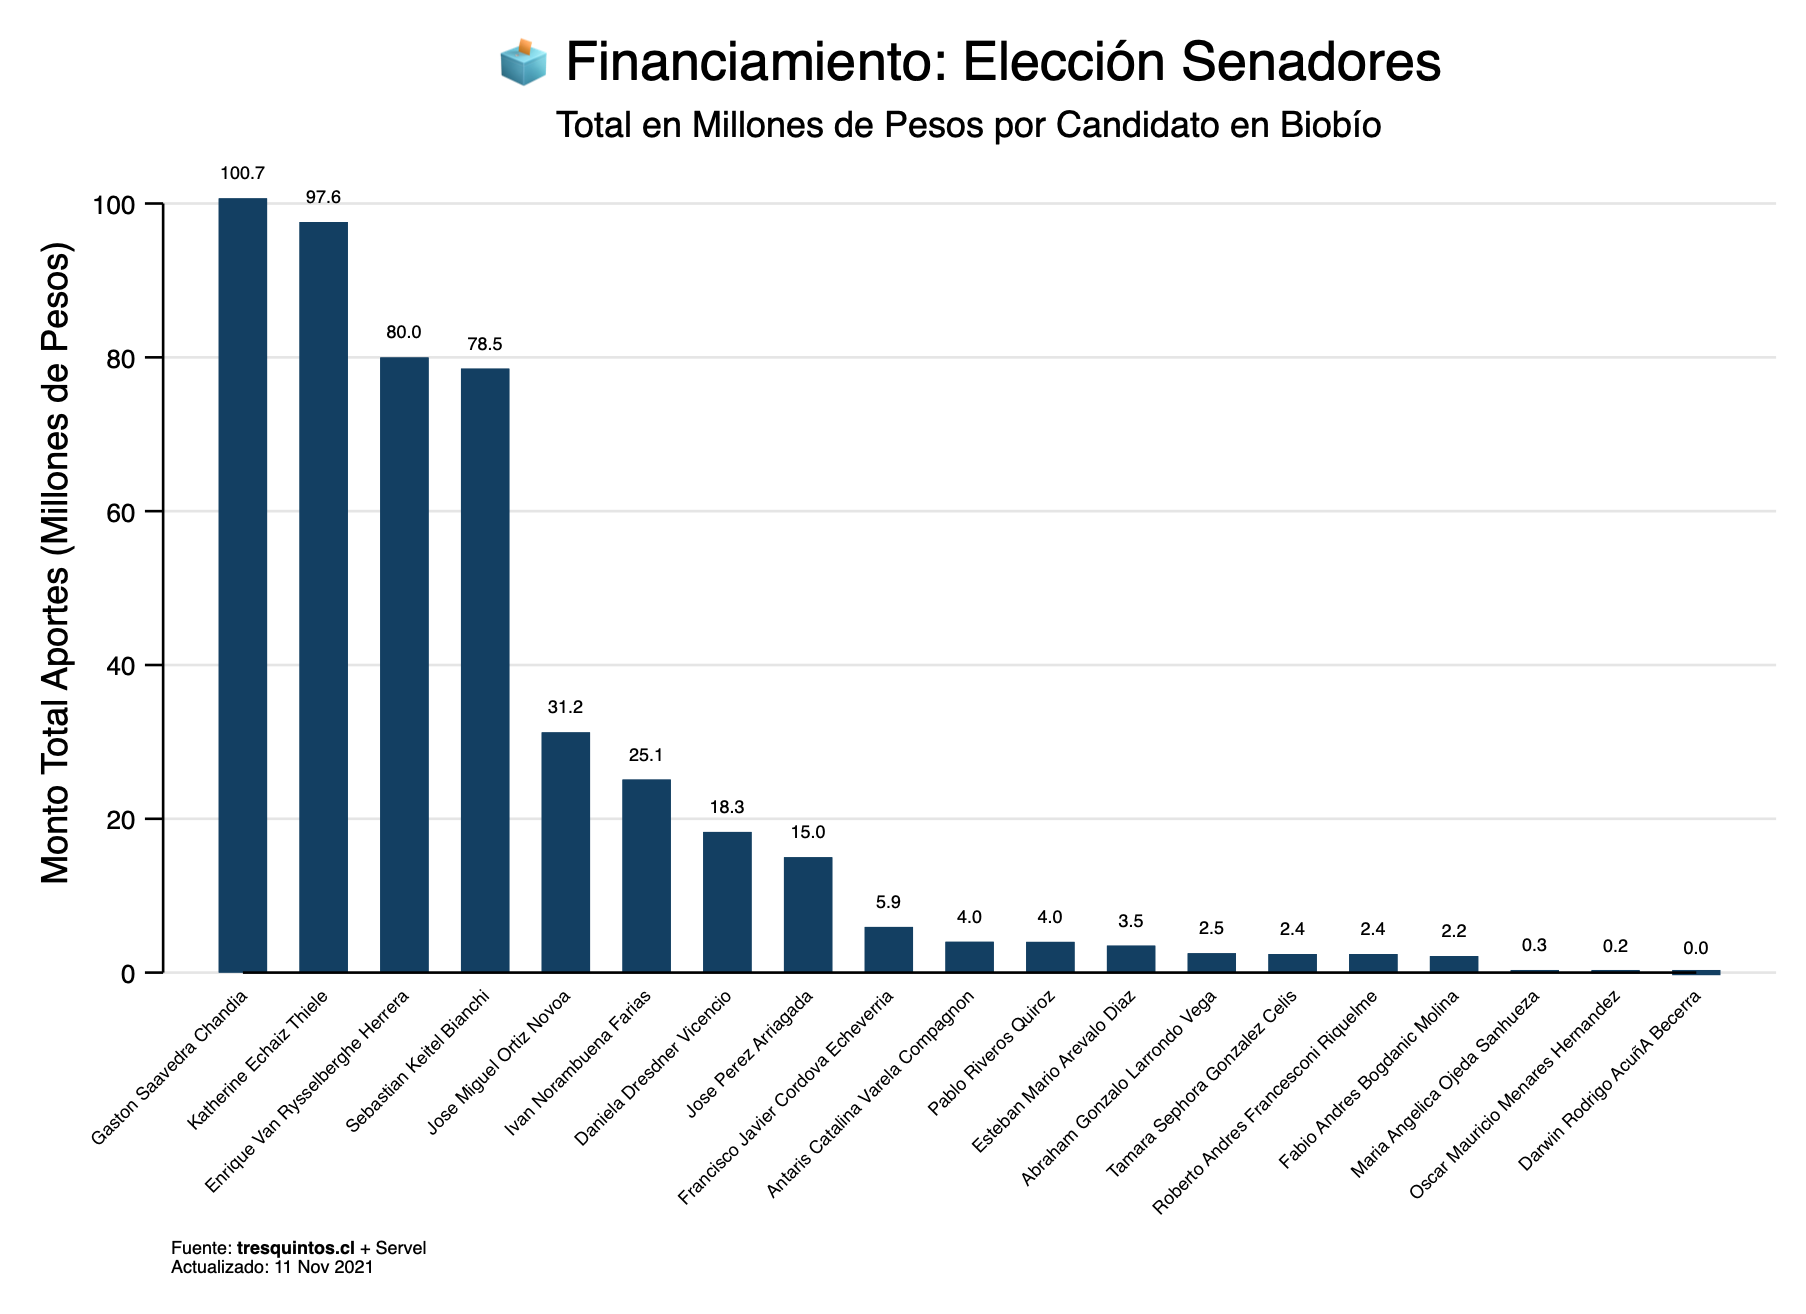 Financiamiento: Elección Senadores
Total en Millones de Pesos por Candidato en Biobío
Monto Total Aportes (Millones de Pesos)
100
80
60
40
20
0
100.7
97.6
80.0
78.5
31.2
25.1
18.3
15.0
5.9
4.0
4.0
3.5
2.5
2.4
2.4
2.2
0.3
0.2
0.0
Gaston Saavedra Chandia
Katherine Echaiz Thiele
Enrique Van Rysselberghe Herrera
Sebastian Keitel Bianchi
Jose Miguel Ortiz Novoa
Ivan Norambuena Farias
Daniela Dresdner Vicencio
Jose Perez Arriagada
Francisco Javier Cordova Echeverria
Antaris Catalina Varela Compagnon
Pablo Riveros Quiroz
Esteban Mario Arevalo Diaz
Abraham Gonzalo Larrondo Vega
Tamara Sephora Gonzalez Celis
Roberto Andres Francesconi Riquelme
Fabio Andres Bogdanic Molina
Maria Angelica Ojeda Sanhueza
Oscar Mauricio Menares Hernandez
Darwin Rodrigo AcuñA Becerra
Fuente: tresquintos.cl + Servel
Actualizado: 11 Nov 2021